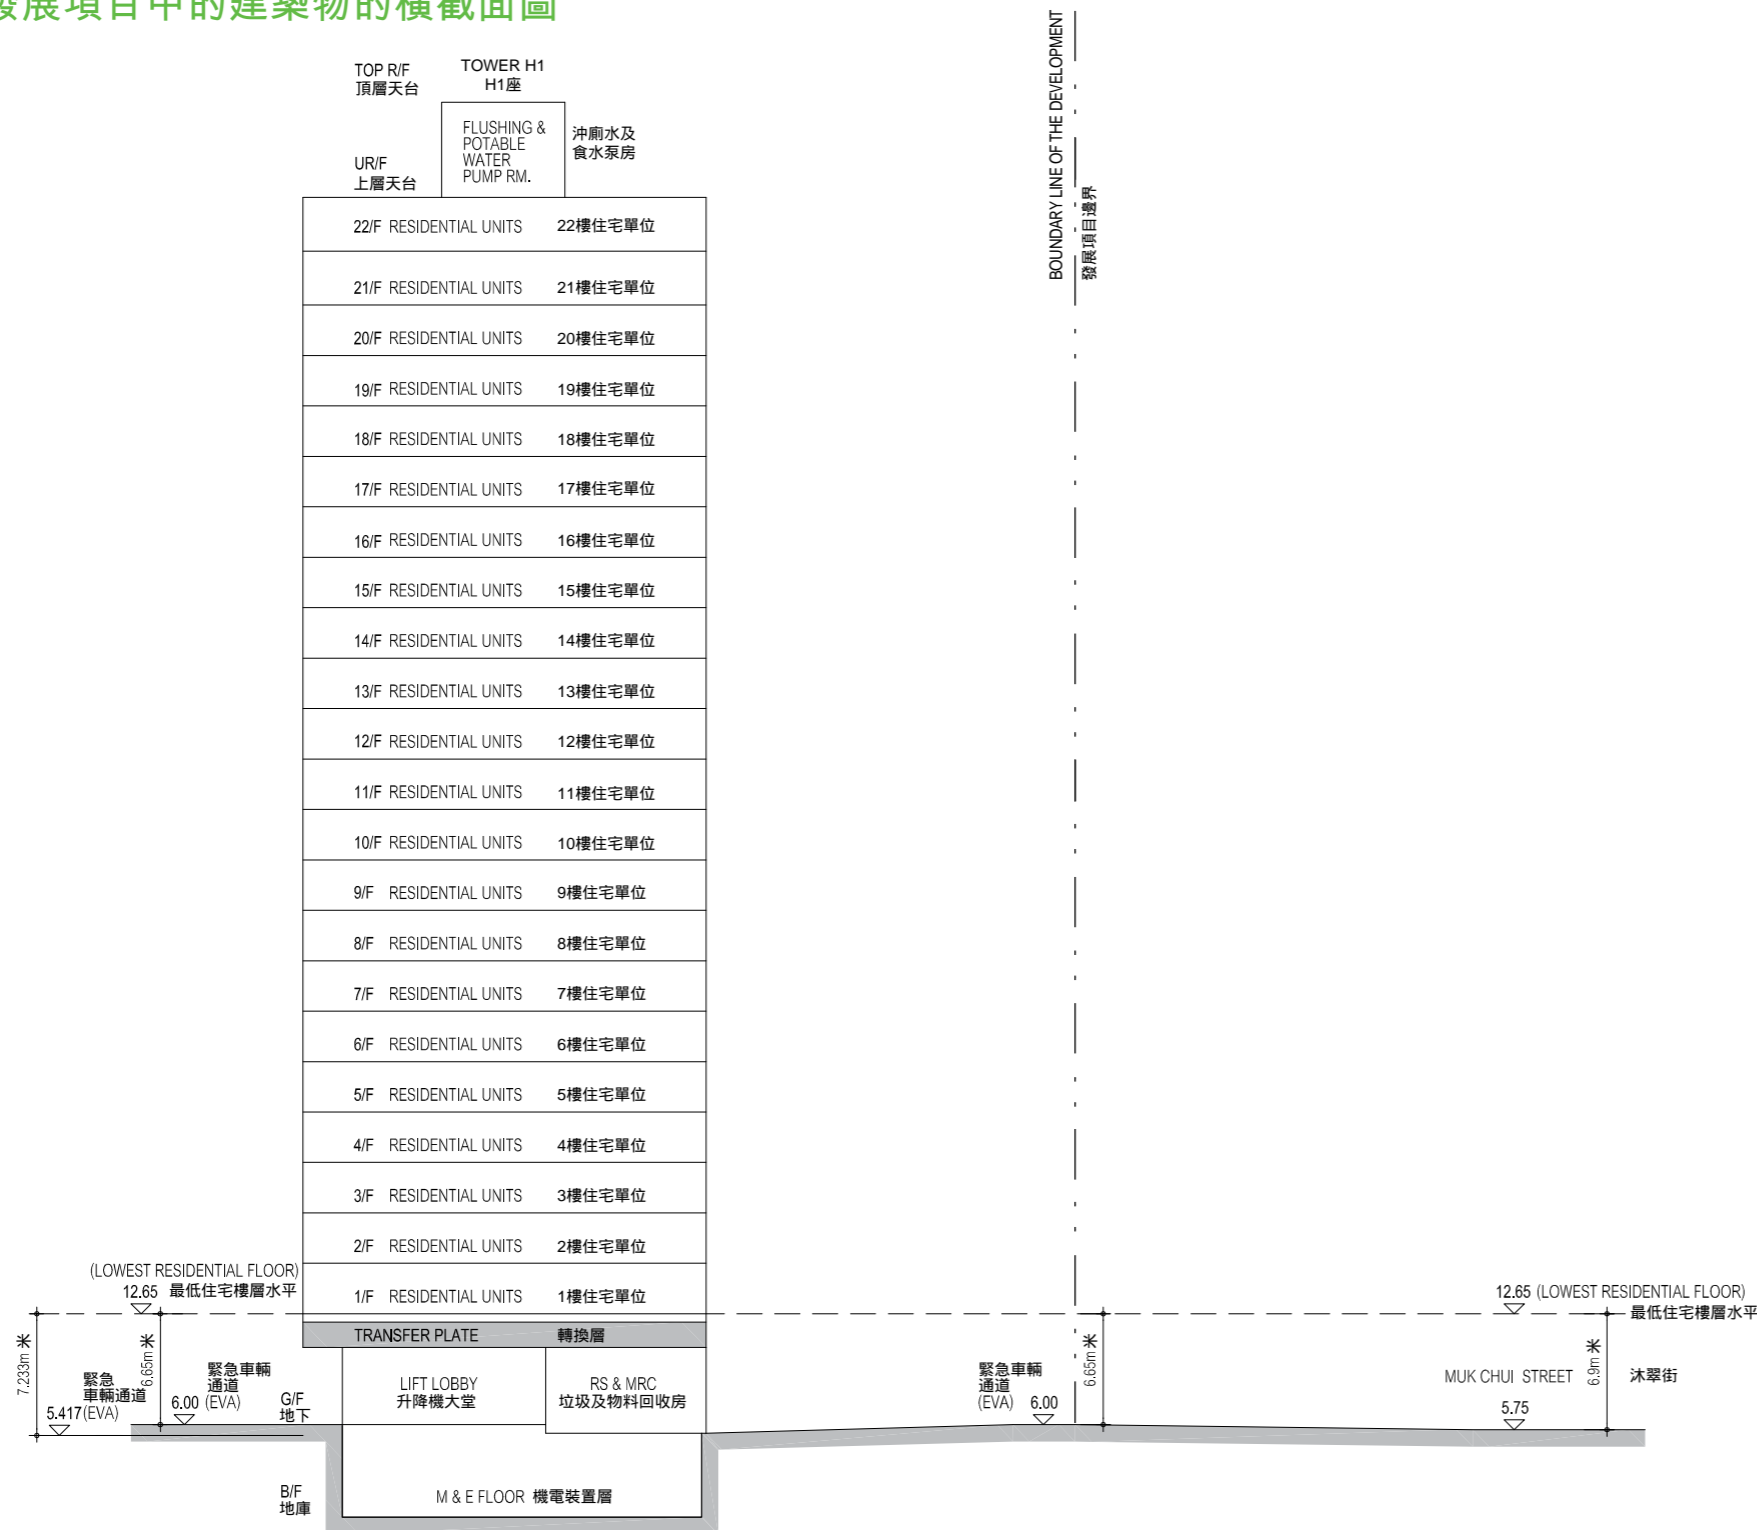 發展項目中的建築物的橫截面圖
TOP R/F
頂層天台
TOWER H1
H1座
FLUSHING &
POTABLE
WATER
PUMP RM.
沖廁水及
食水泵房
UR/F
上層天台
BOUNDARY LINE OF THE DEVELOPMENT
發展項目邊界
22/F RESIDENTIAL UNITS 22樓住宅單位
21/F RESIDENTIAL UNITS 21樓住宅單位
20/F RESIDENTIAL UNITS 20樓住宅單位
19/F RESIDENTIAL UNITS 19樓住宅單位
18/F RESIDENTIAL UNITS 18樓住宅單位
17/F RESIDENTIAL UNITS 17樓住宅單位
16/F RESIDENTIAL UNITS 16樓住宅單位
15/F RESIDENTIAL UNITS 15樓住宅單位
14/F RESIDENTIAL UNITS 14樓住宅單位
13/F RESIDENTIAL UNITS 13樓住宅單位
12/F RESIDENTIAL UNITS 12樓住宅單位
11/F RESIDENTIAL UNITS 11樓住宅單位
10/F RESIDENTIAL UNITS 10樓住宅單位
9/F RESIDENTIAL UNITS 9樓住宅單位
8/F RESIDENTIAL UNITS 8樓住宅單位
7/F RESIDENTIAL UNITS 7樓住宅單位
6/F RESIDENTIAL UNITS 6樓住宅單位
5/F RESIDENTIAL UNITS 5樓住宅單位
4/F RESIDENTIAL UNITS 4樓住宅單位
3/F RESIDENTIAL UNITS 3樓住宅單位
2/F RESIDENTIAL UNITS 2樓住宅單位
1/F RESIDENTIAL UNITS 1樓住宅單位
(LOWEST RESIDENTIAL FLOOR)
12.65 最低住宅樓層水平
12.65 (LOWEST RESIDENTIAL FLOOR)
最低住宅樓層水平
TRANSFER PLATE 轉換層
7.233m 米
6.65m 米
緊急
車輛通道
5.417(EVA)
緊急車輛
通道
6.00 (EVA)
G/F
地下
LIFT LOBBY
升降機大堂
RS & MRC
垃圾及物料回收房
緊急車輛
通道
(EVA) 6.00
6.65m 米
MUK CHUI STREET 沐翠街
5.75
6.9m 米
B/F
地庫
M & E FLOOR 機電裝置層